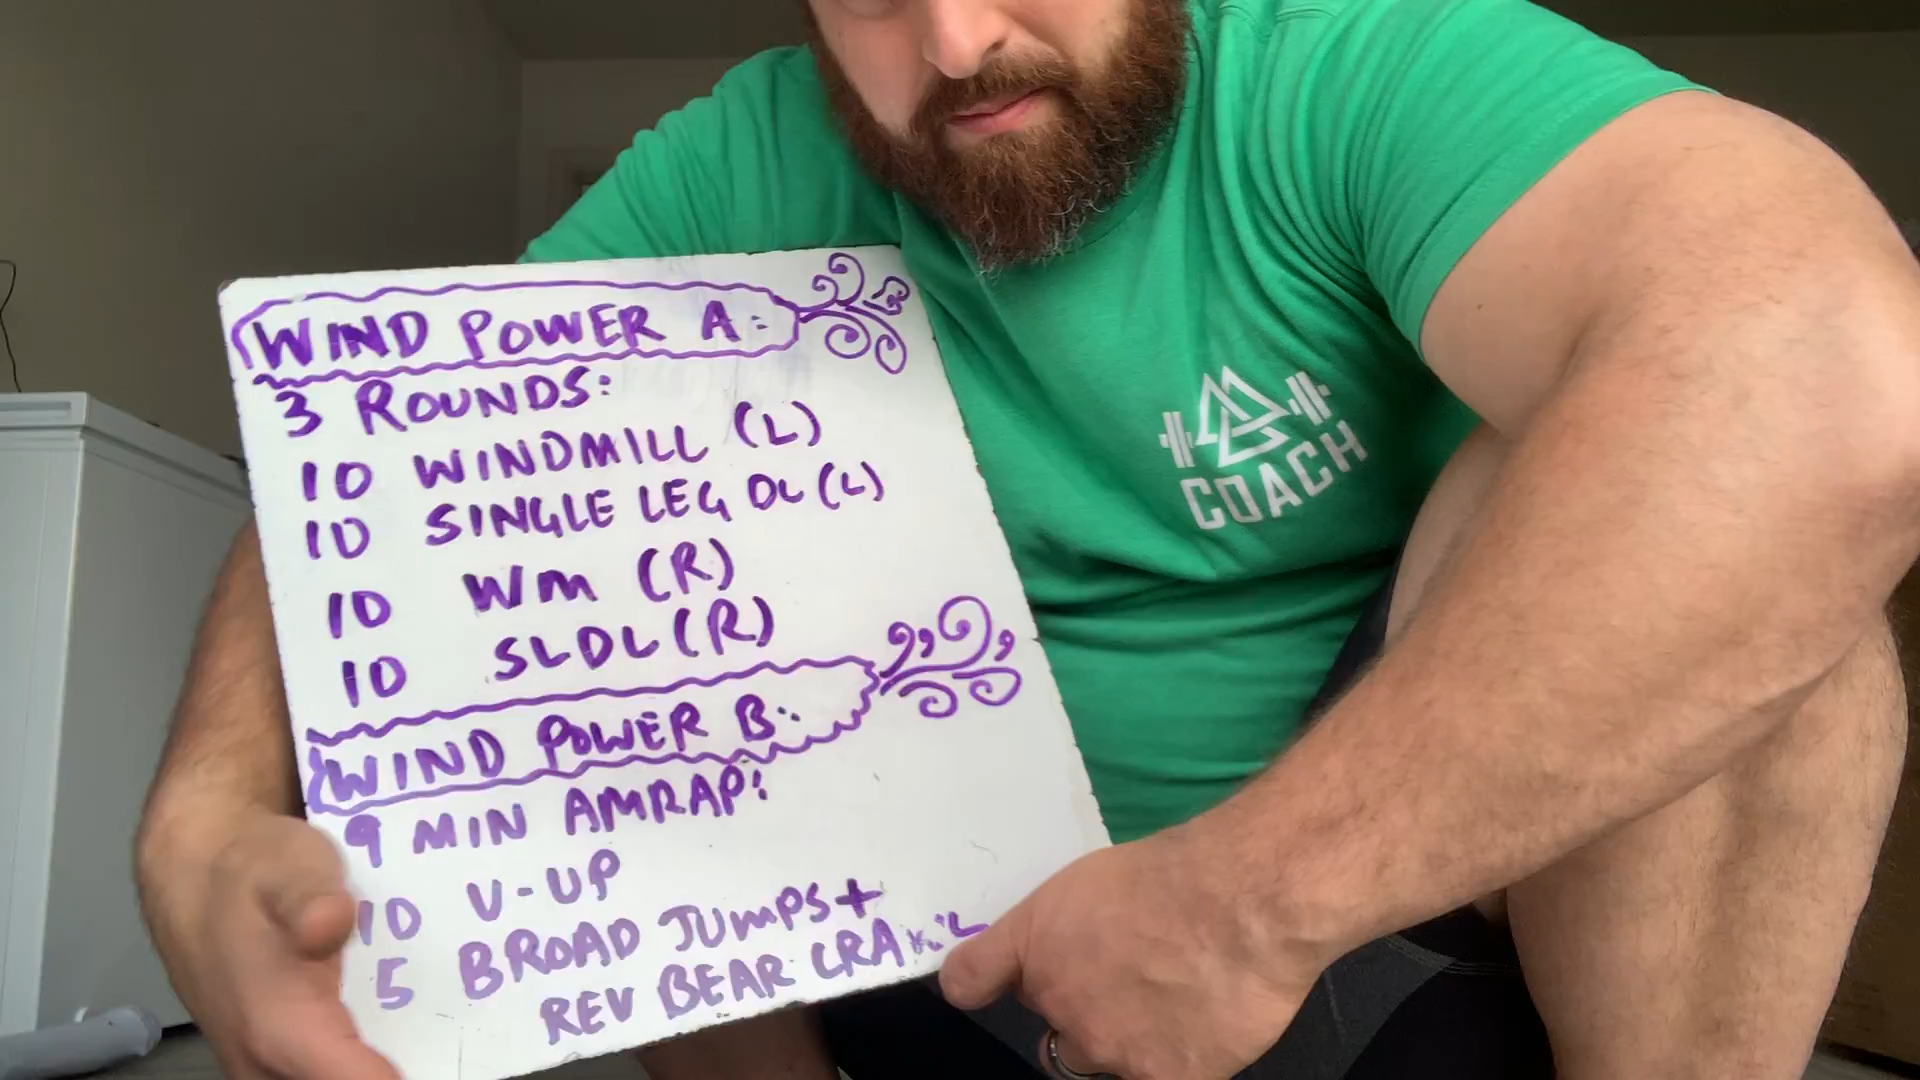 WIND POWER A:
3 ROUNDS:
10 WINDMILL (L)
10 SINGLE LEG DL (L)
10 WM (R)
10 SLDL (R)
WIND POWER B:
9 MIN AMRAP:
10 V-UP
5 BROAD JUMPS +
REV BEAR CRAWL
COACH